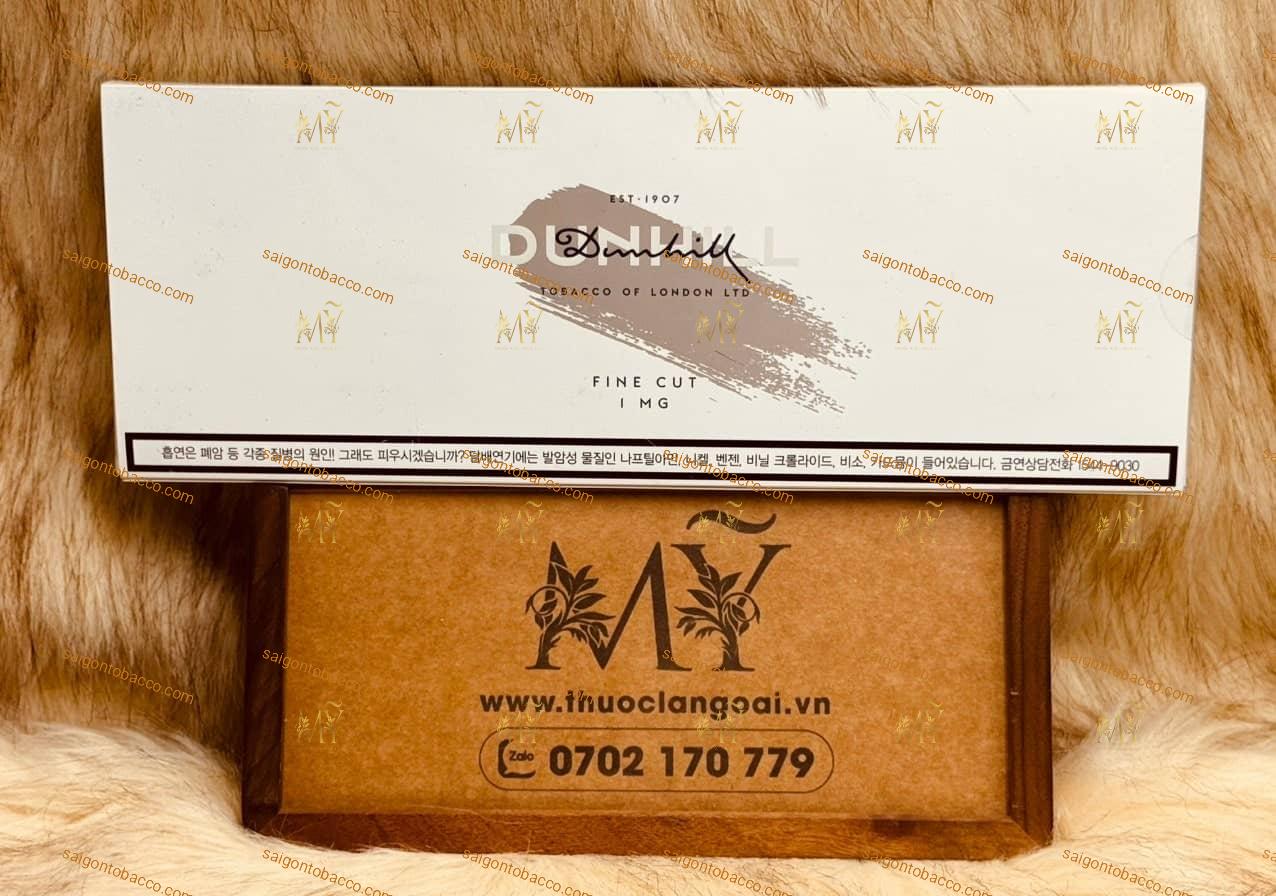 EST·1907
DUNHILL
Dunhill
TOBACCO OF LONDON LTD
FINE CUT
1 MG
흡연은 폐암 등 각종 질병의 원인! 그래도 피우시겠습니까? 담배연기에는 발암성 물질인 나프틸아민, 니켈, 벤젠, 비닐 크롤라이드, 비소, 카드뮴이 들어있습니다. 금연상담전화 1544-9030
MỸ
www.thuoclangoai.vn
Zalo
0702 170 779
saigontobacco.com